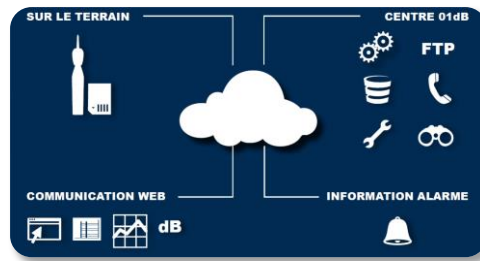 SUR LE TERRAIN
CENTRE 01dB
FTP
COMMUNICATION WEB
INFORMATION ALARME
dB